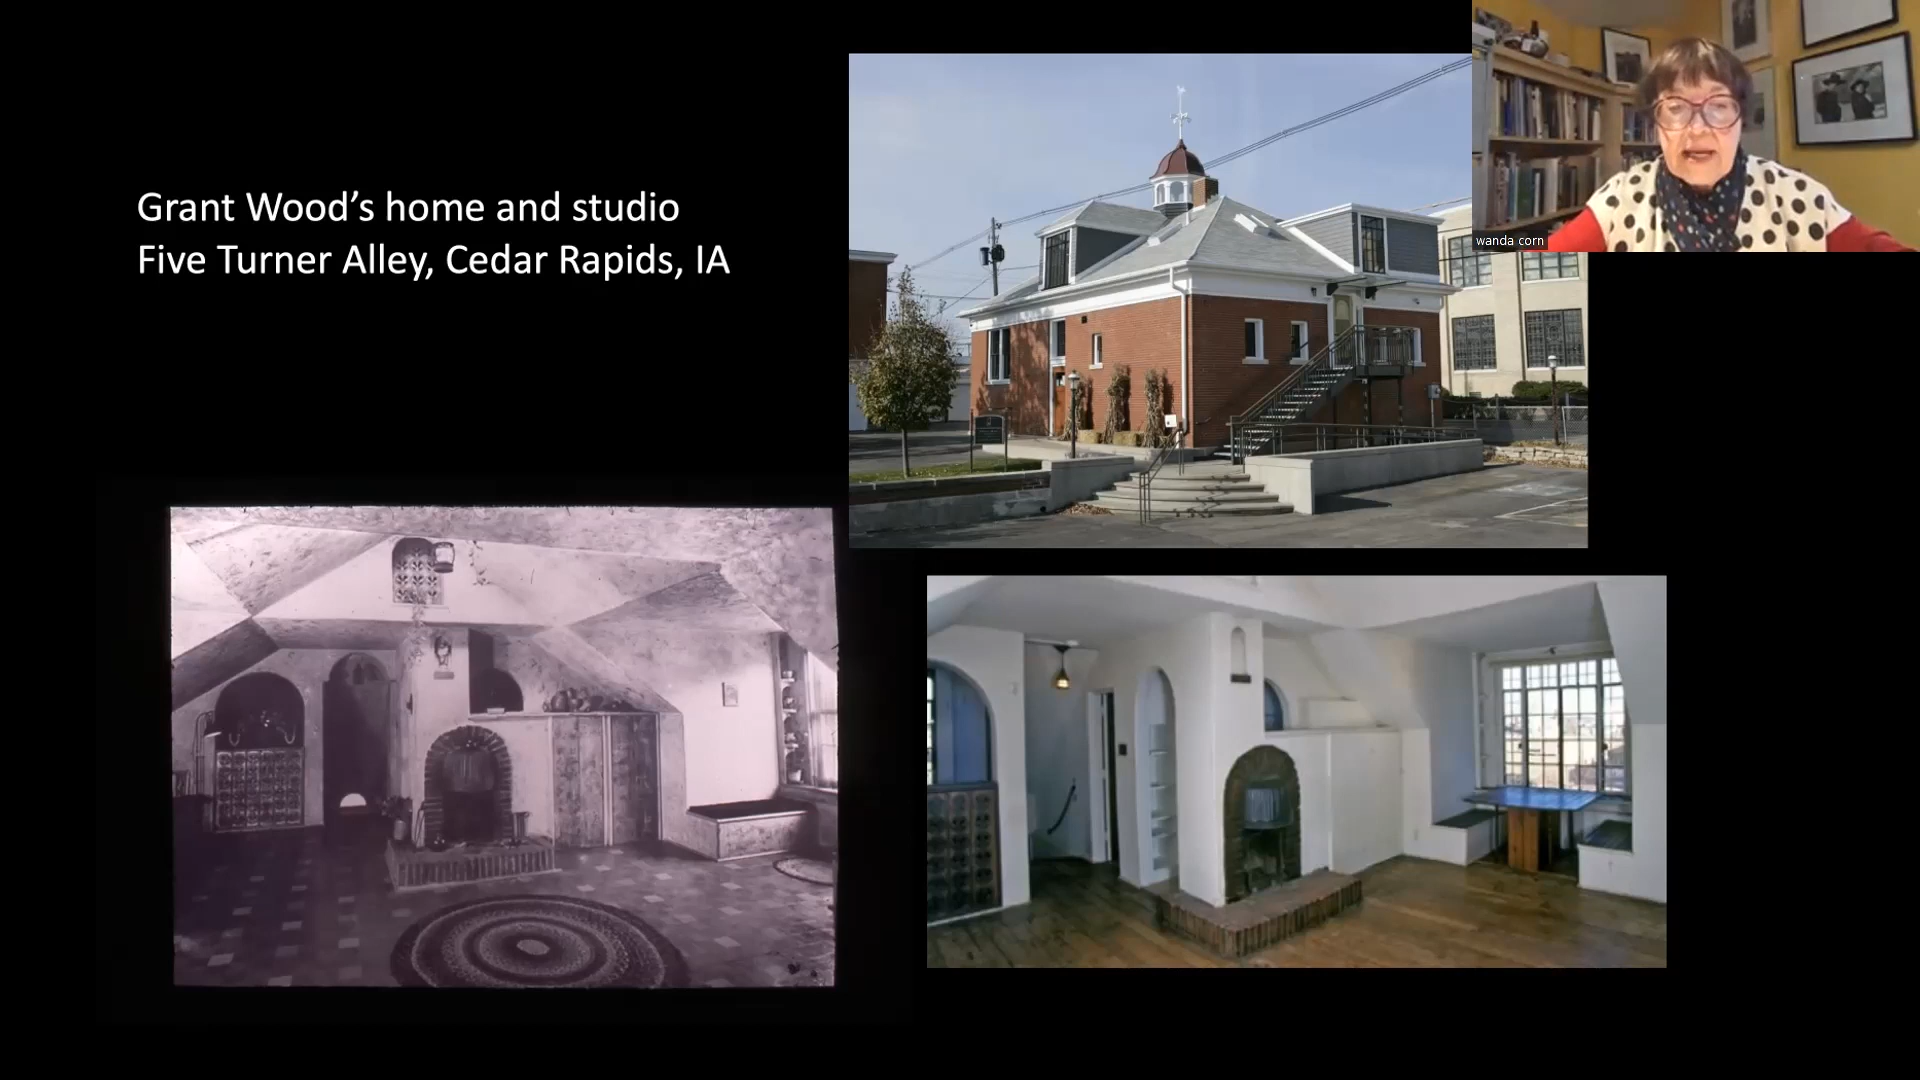 Grant Wood’s home and studio
Five Turner Alley, Cedar Rapids, IA
wanda corn